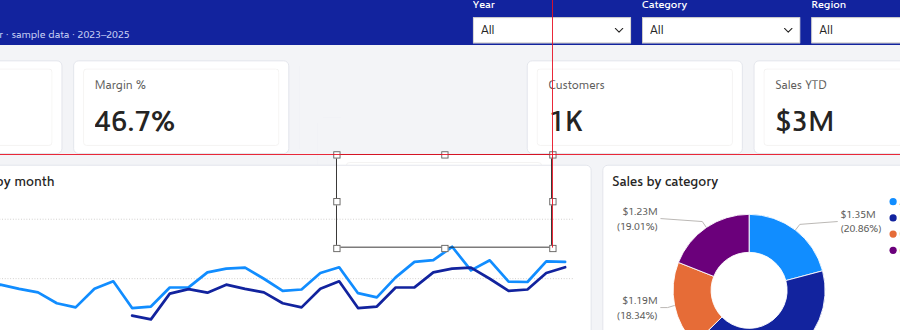 Year
Category
Region
r · sample data · 2023–2025
All
All
All
Margin %
Customers
Sales YTD
46.7%
1K
$3M
by month
Sales by category
$1.23M
(19.01%)
$1.35M
(20.86%)
$1.19M
(18.34%)